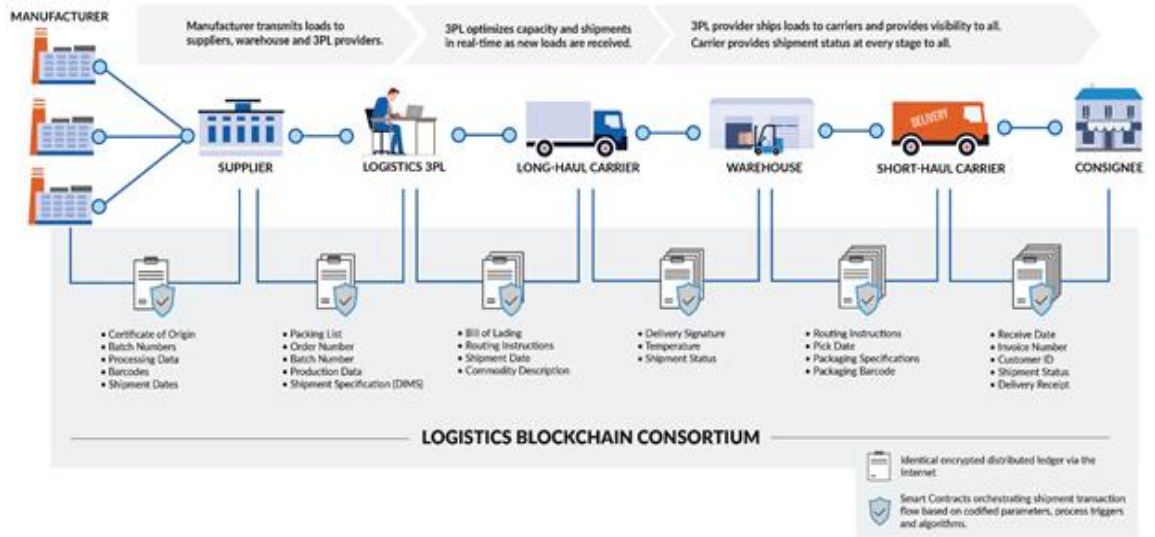 MANUFACTURER
Manufacturer transmits loads to
suppliers, warehouse and 3PL providers.
3PL optimizes capacity and shipments
in real-time as new loads are received.
3PL provider ships loads to carriers and provides visibility to all.
Carrier provides shipment status at every stage to all.
DELIVERY
SUPPLIER
LOGISTICS 3PL
LONG-HAUL CARRIER
WAREHOUSE
SHORT-HAUL CARRIER
CONSIGNEE
• Certificate of Origin
• Batch Numbers
• Processing Data
• Barcodes
• Shipment Dates
• Packing List
• Order Number
• Batch Number
• Production Data
• Shipment Specification (DIMS)
• Bill of Lading
• Routing Instructions
• Shipment Date
• Commodity Description
• Delivery Signature
• Temperature
• Shipment Status
• Routing Instructions
• Pick Date
• Packaging Specifications
• Packaging Barcode
• Receive Date
• Invoice Number
• Customer ID
• Shipment Status
• Delivery Receipt
LOGISTICS BLOCKCHAIN CONSORTIUM
Identical encrypted distributed ledger via the
Internet
Smart Contracts orchestrating shipment transaction
flow based on codified parameters, process triggers
and algorithms.